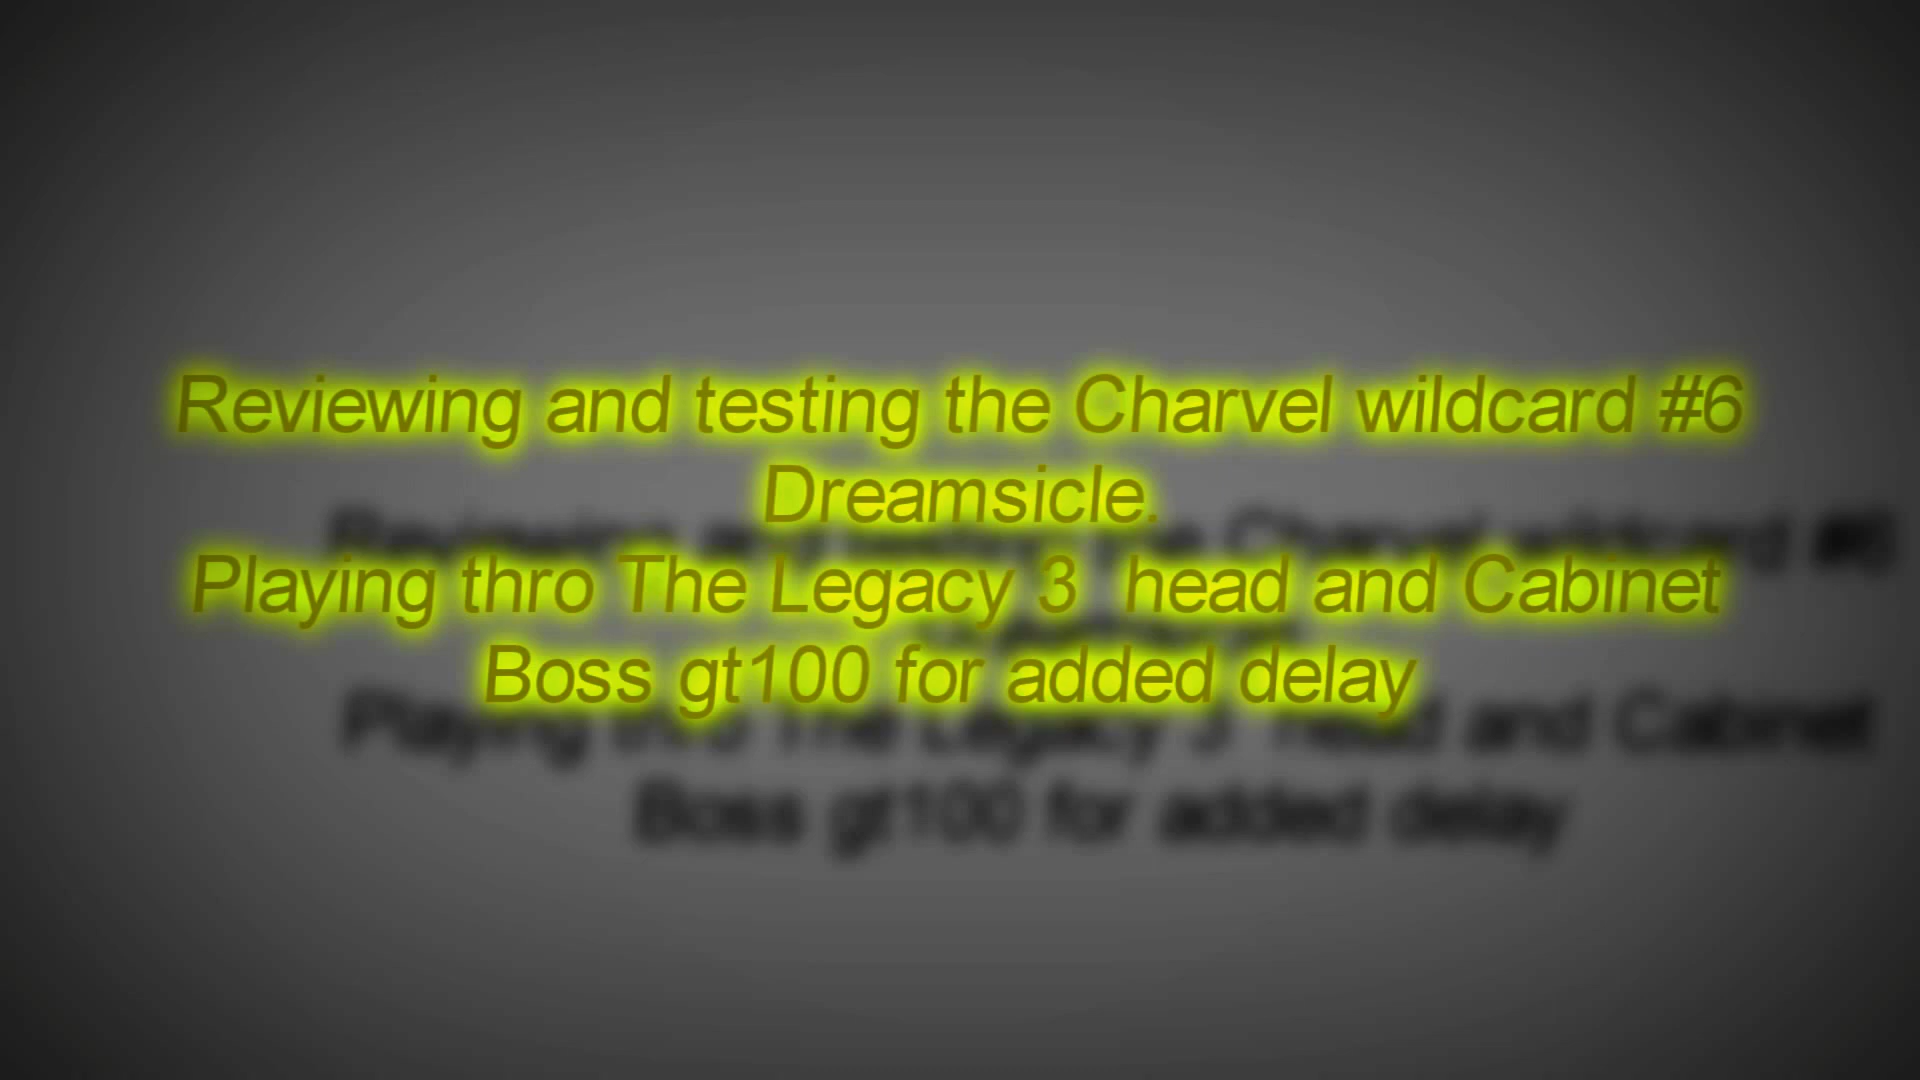 Reviewing and testing the Charvel wildcard #6
Dreamsicle.
Playing thro The Legacy 3  head and Cabinet
Boss gt100 for added delay